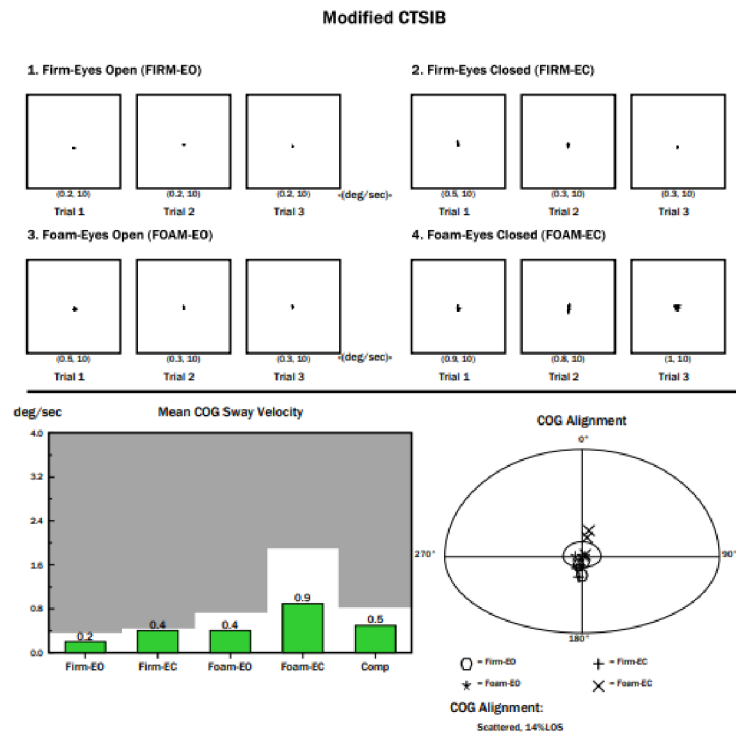 Modified CTSIB
1. Firm-Eyes Open (FIRM-EO)
2. Firm-Eyes Closed (FIRM-EC)
(0.2, 10) (0.2, 10) (0.2, 10) -(deg/sec)- (0.5, 10) (0.3, 10) (0.3, 10)
Trial 1 Trial 2 Trial 3 Trial 1 Trial 2 Trial 3
3. Foam-Eyes Open (FOAM-EO)
4. Foam-Eyes Closed (FOAM-EC)
(0.5, 10) (0.3, 10) (0.3, 10) -(deg/sec)- (0.9, 10) (0.8, 10) (1, 10)
Trial 1 Trial 2 Trial 3 Trial 1 Trial 2 Trial 3
deg/sec Mean COG Sway Velocity
4.0
3.2
2.4
1.6
0.8
0.0
0.2 0.4 0.4 0.9 0.5
Firm-EO Firm-EC Foam-EO Foam-EC Comp
COG Alignment
0°
270° 90°
180°
= Firm-EO = Firm-EC
= Foam-EO = Foam-EC
COG Alignment:
Scattered, 14%LOS